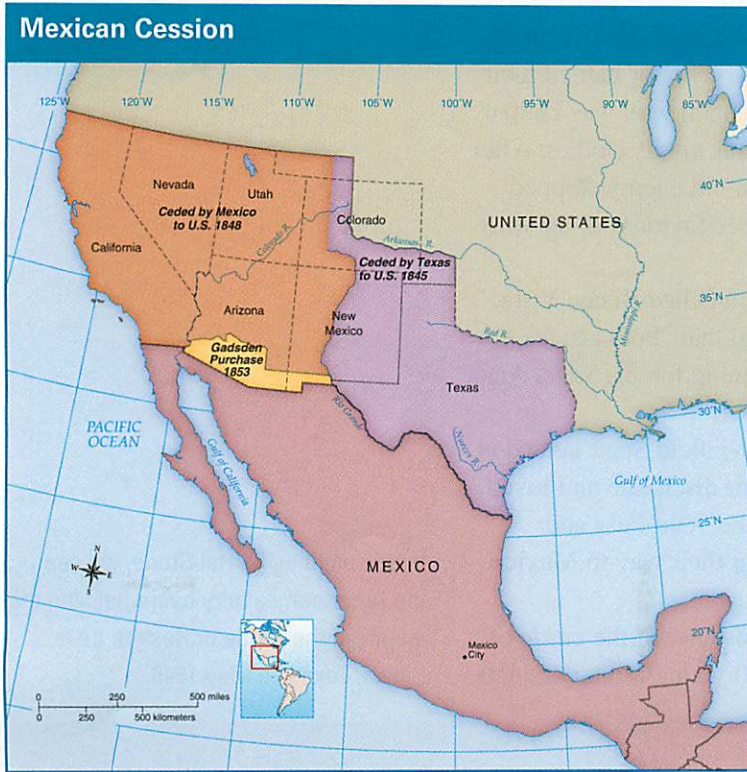 Mexican Cession
125°W
120°W
115°W
110°W
105°W
100°W
95°W
90°W
85°W
40°N
Nevada
Utah
Ceded by Mexico
to U.S. 1848
California
Colorado R.
Colorado
Arkansas R.
UNITED STATES
Ceded by Texas
to U.S. 1845
35°N
Arizona
New
Mexico
Red R.
Mississippi R.
Gadsden
Purchase
1853
Texas
30°N
Rio Grande
Nueces R.
PACIFIC
OCEAN
Gulf of California
Gulf of Mexico
25°N
N
W
E
S
MEXICO
20°N
Mexico
City
0
250
500 miles
0
250
500 kilometers